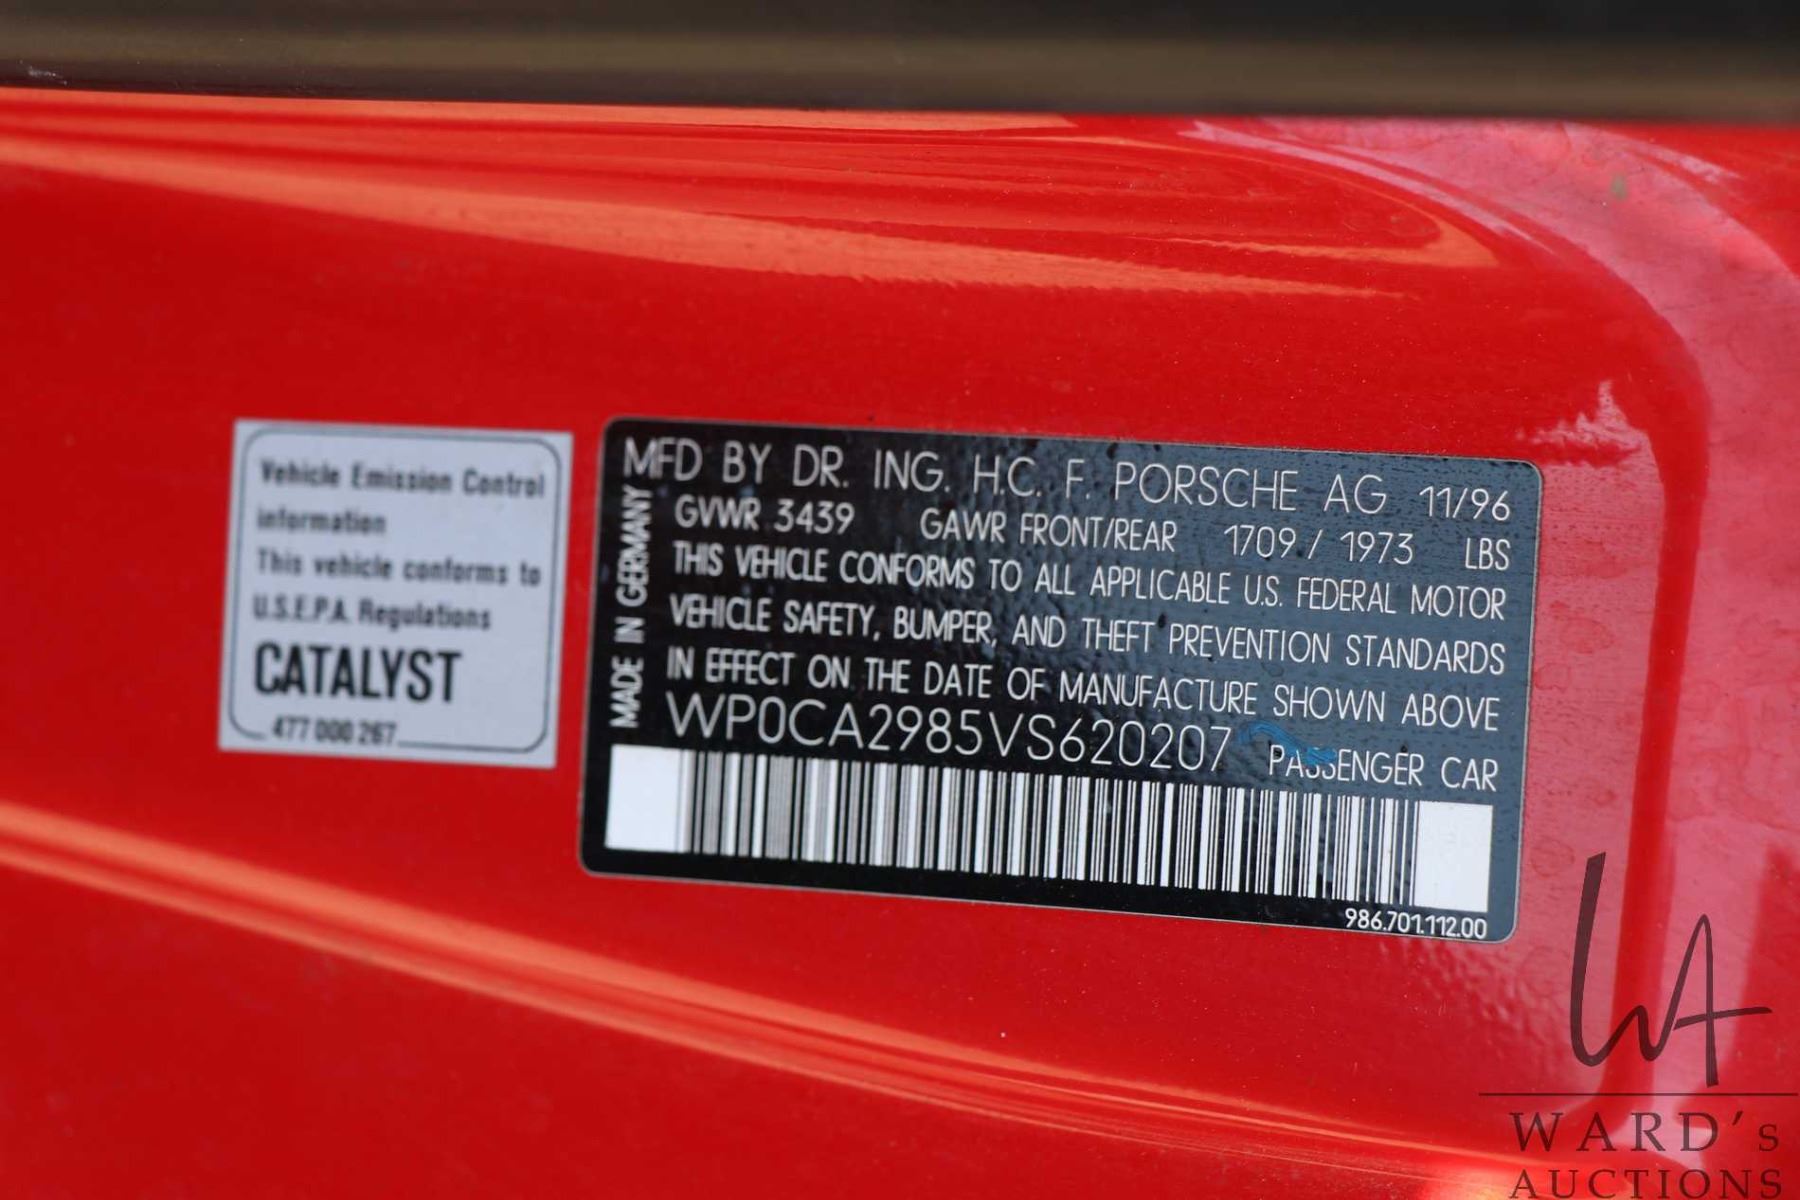 Vehicle Emission Control
information
This vehicle conforms to
U.S.E.P.A. Regulations
CATALYST
477 000 267
MFD BY DR. ING. H.C. F. PORSCHE AG 11/96
GVWR 3439 GAWR FRONT/REAR 1709 / 1973 LBS
THIS VEHICLE CONFORMS TO ALL APPLICABLE U.S. FEDERAL MOTOR
VEHICLE SAFETY, BUMPER, AND THEFT PREVENTION STANDARDS
IN EFFECT ON THE DATE OF MANUFACTURE SHOWN ABOVE
WP0CA2985VS620207 PASSENGER CAR
MADE IN GERMANY
986.701.112.00
WA
WARD's
AUCTIONS